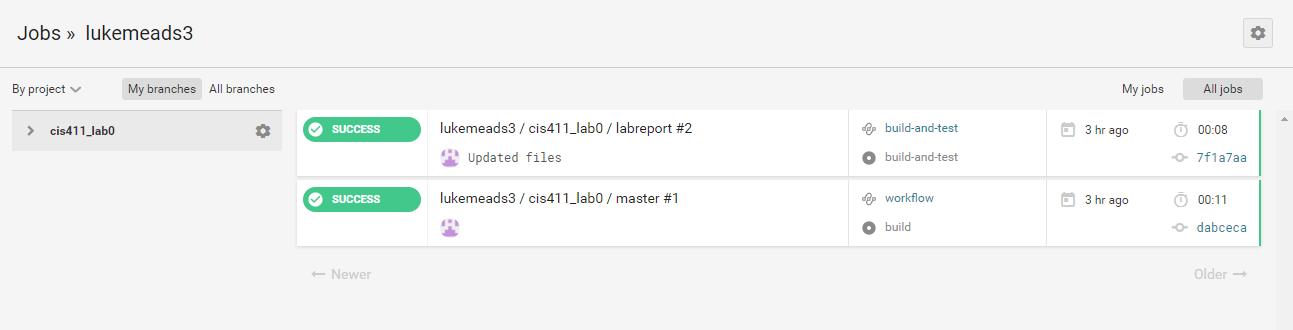 Jobs » lukemeads3
By project My branches All branches My jobs All jobs
cis411_lab0
SUCCESS lukemeads3 / cis411_lab0 / labreport #2 build-and-test 3 hr ago 00:08
Updated files build-and-test 7f1a7aa
SUCCESS lukemeads3 / cis411_lab0 / master #1 workflow 3 hr ago 00:11
build dabceca
← Newer Older →